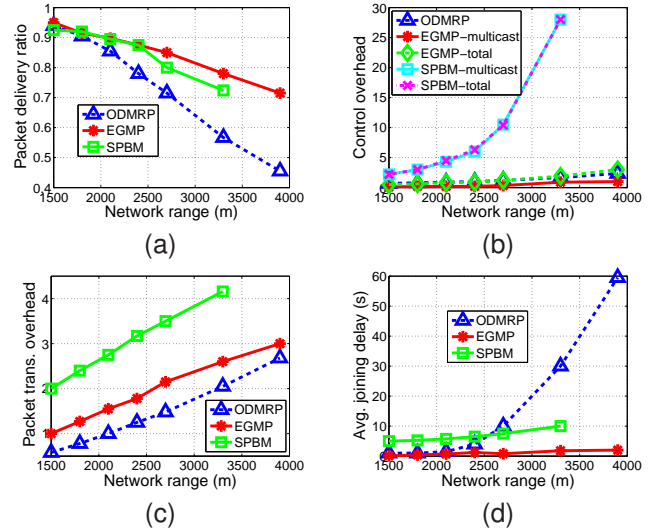 1
0.9
0.8
0.7
0.6
0.5
0.4
1500 2000 2500 3000 3500 4000
Packet delivery ratio
Network range (m)
ODMRP
EGMP
SPBM
(a)
30
25
20
15
10
5
0
1500 2000 2500 3000 3500 4000
Control overhead
Network range (m)
ODMRP
EGMP−multicast
EGMP−total
SPBM−multicast
SPBM−total
(b)
4
3
2
1500 2000 2500 3000 3500 4000
Packet trans. overhead
Network range (m)
ODMRP
EGMP
SPBM
(c)
60
50
40
30
20
10
0
1500 2000 2500 3000 3500 4000
Avg. joining delay (s)
Network range (m)
ODMRP
EGMP
SPBM
(d)